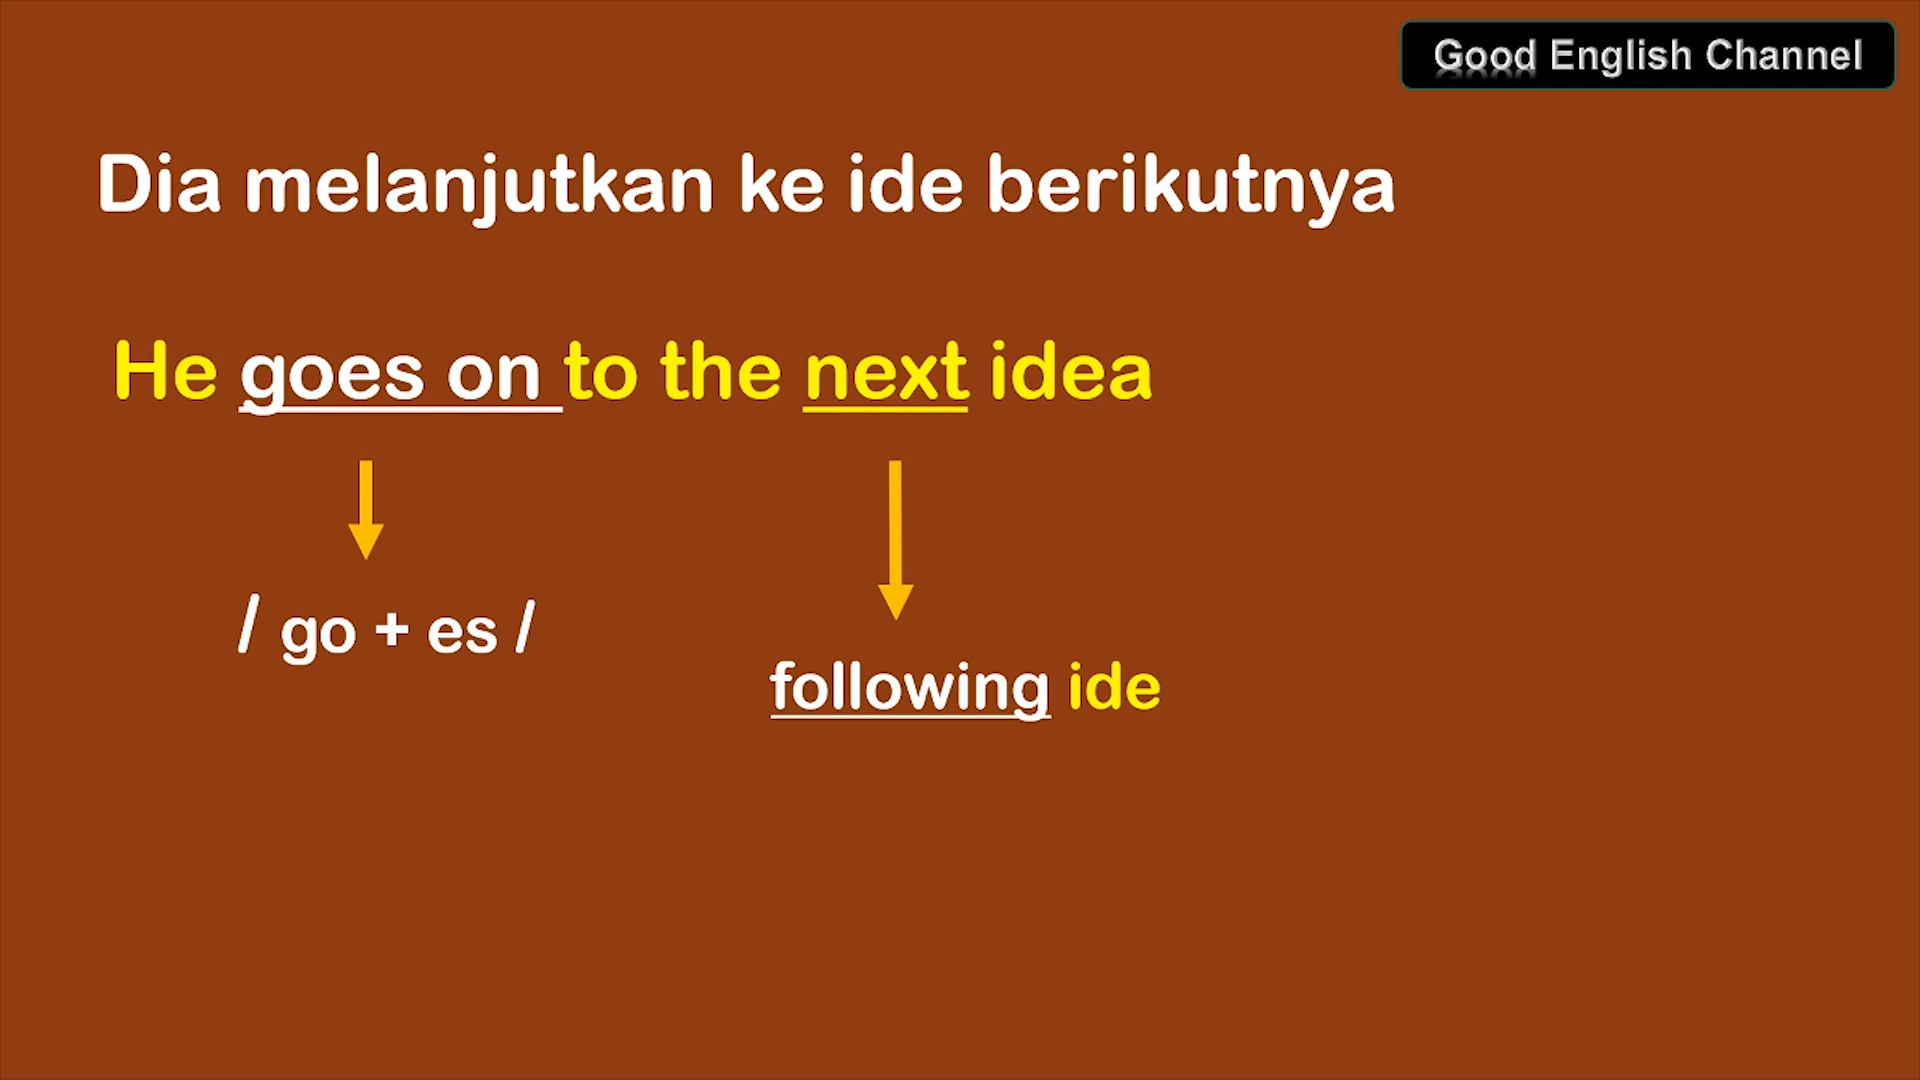 Good English Channel
Dia melanjutkan ke ide berikutnya
He goes on to the next idea
/ go + es /
following ide